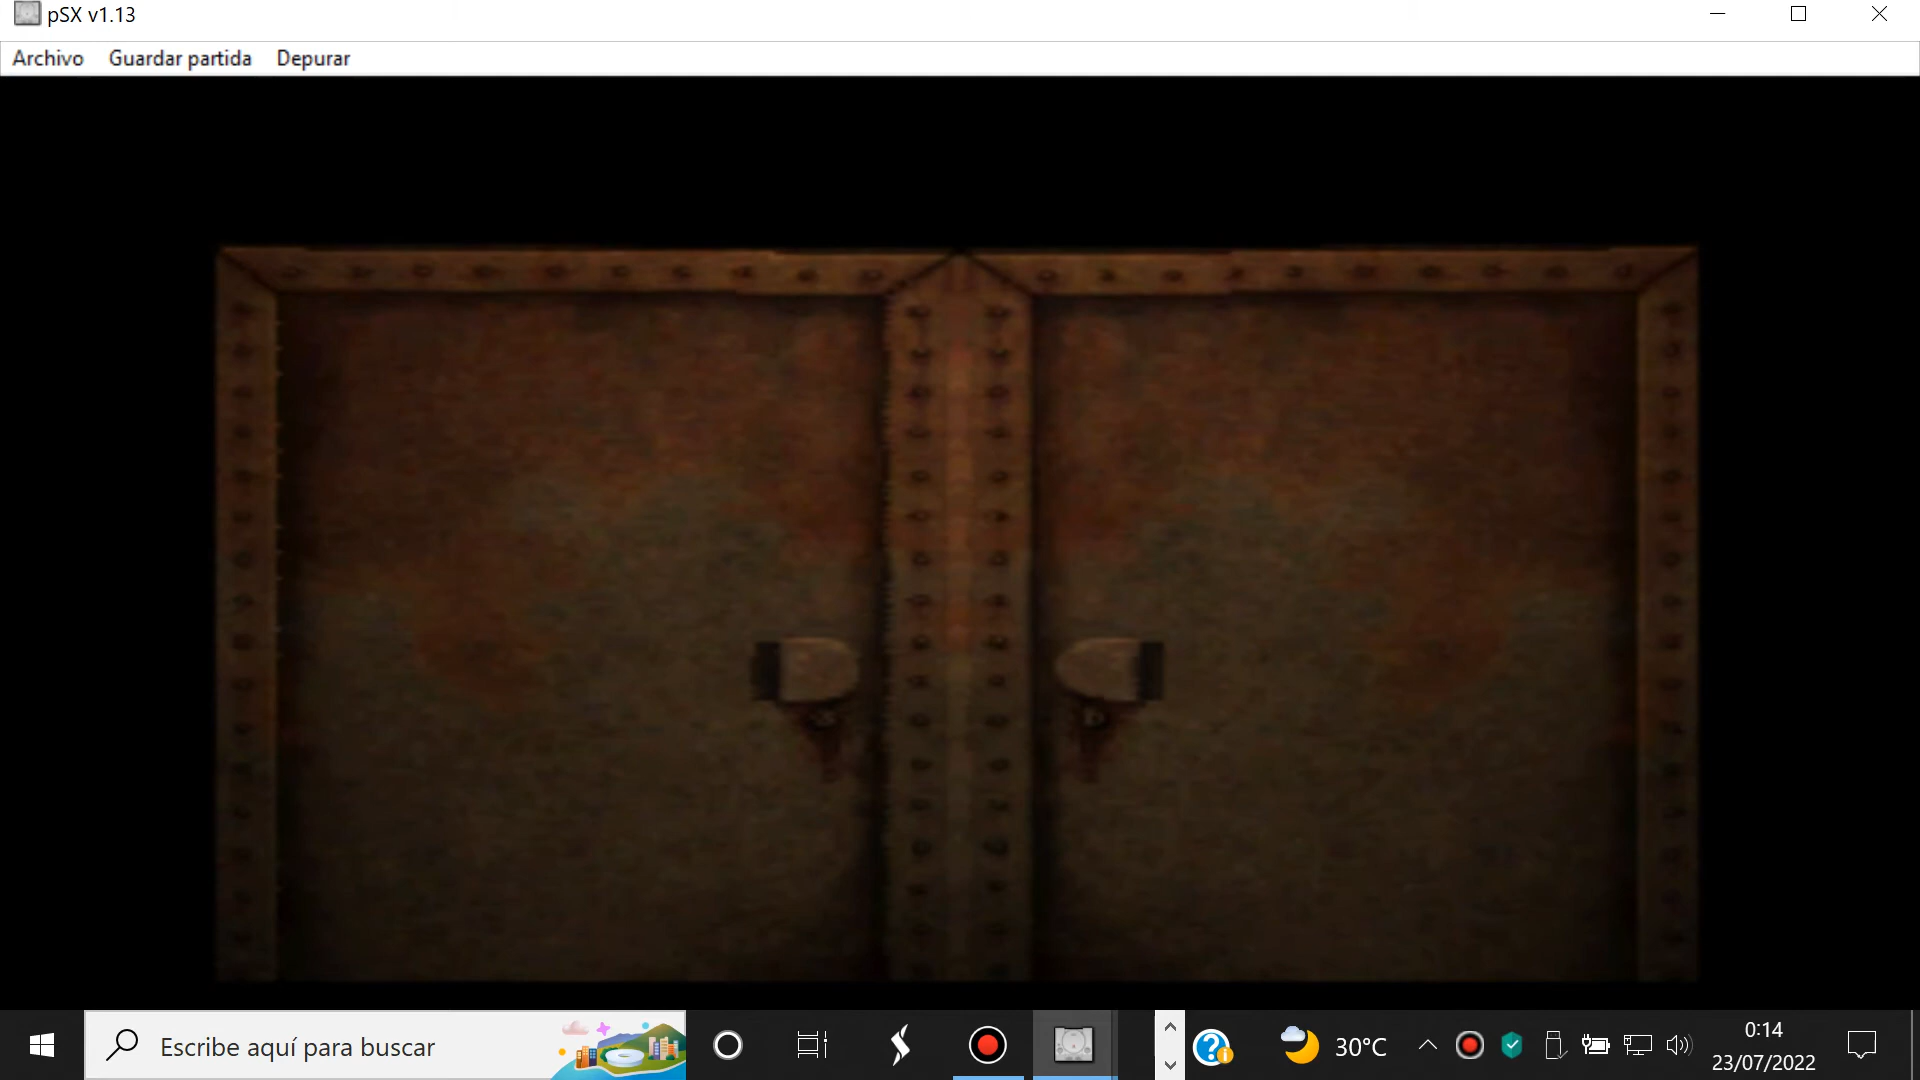 pSX v1.13
Archivo Guardar partida Depurar
Escribe aquí para buscar
30°C
0:14
23/07/2022